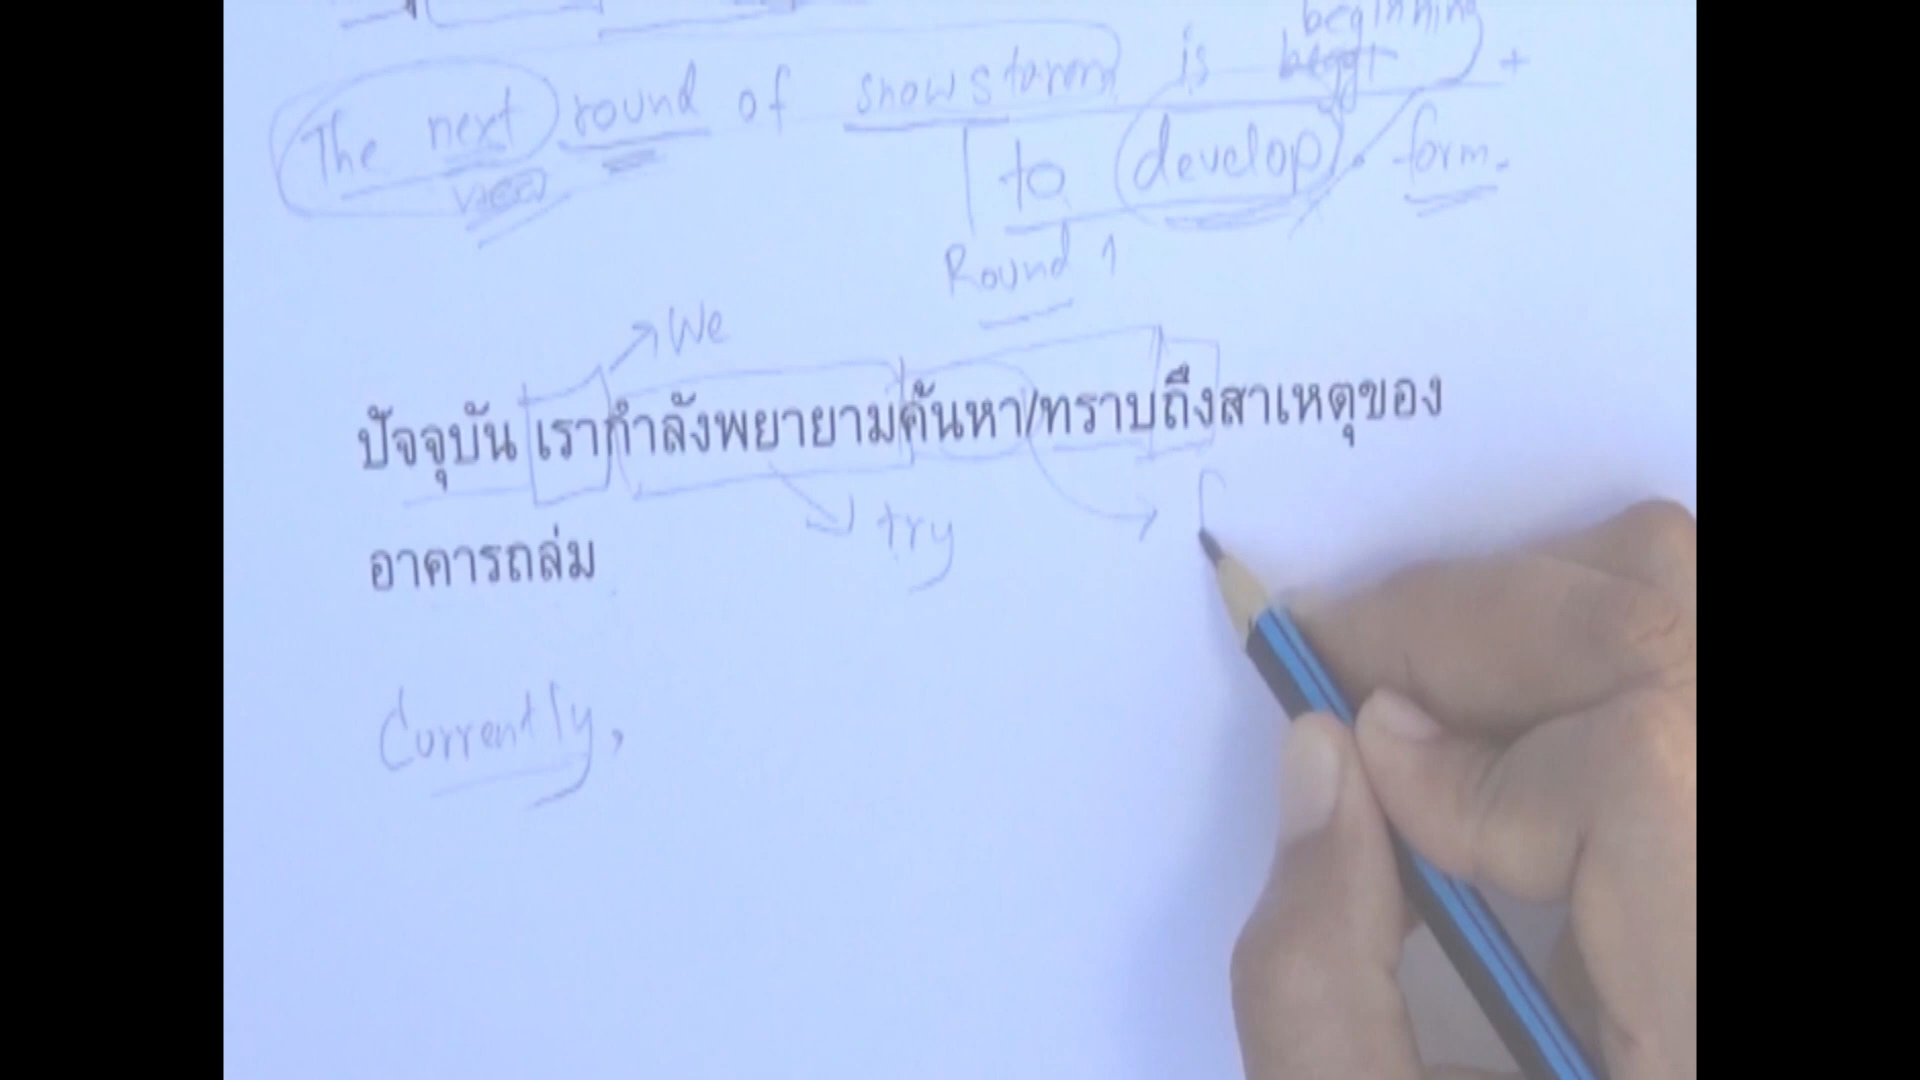 beginning
The next round of snowstorm is +
to develop. form.
Round 1
We
ปัจจุบัน เรากำลังพยายามค้นหา/ทราบถึงสาเหตุของ
try
อาคารถล่ม
Currently,